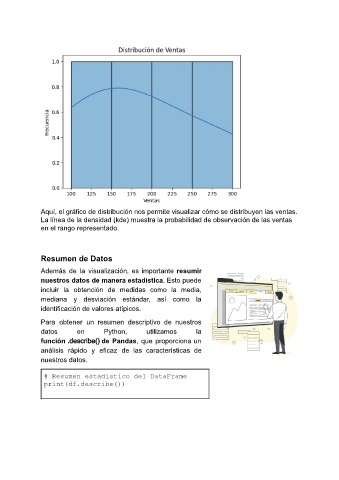 Distribución de Ventas
1.0
0.8
0.6
0.4
0.2
0.0
Frecuencia
100 125 150 175 200 225 250 275 300
Ventas
Aquí, el gráfico de distribución nos permite visualizar cómo se distribuyen las ventas.
La línea de la densidad (kde) muestra la probabilidad de observación de las ventas
en el rango representado.
Resumen de Datos
Además de la visualización, es importante resumir
nuestros datos de manera estadística. Esto puede
incluir la obtención de medidas como la media,
mediana y desviación estándar, así como la
identificación de valores atípicos.
Para obtener un resumen descriptivo de nuestros
datos en Python, utilizamos la
función .describe() de Pandas, que proporciona un
análisis rápido y eficaz de las características de
nuestros datos.
# Resumen estadístico del DataFrame
print(df.describe())